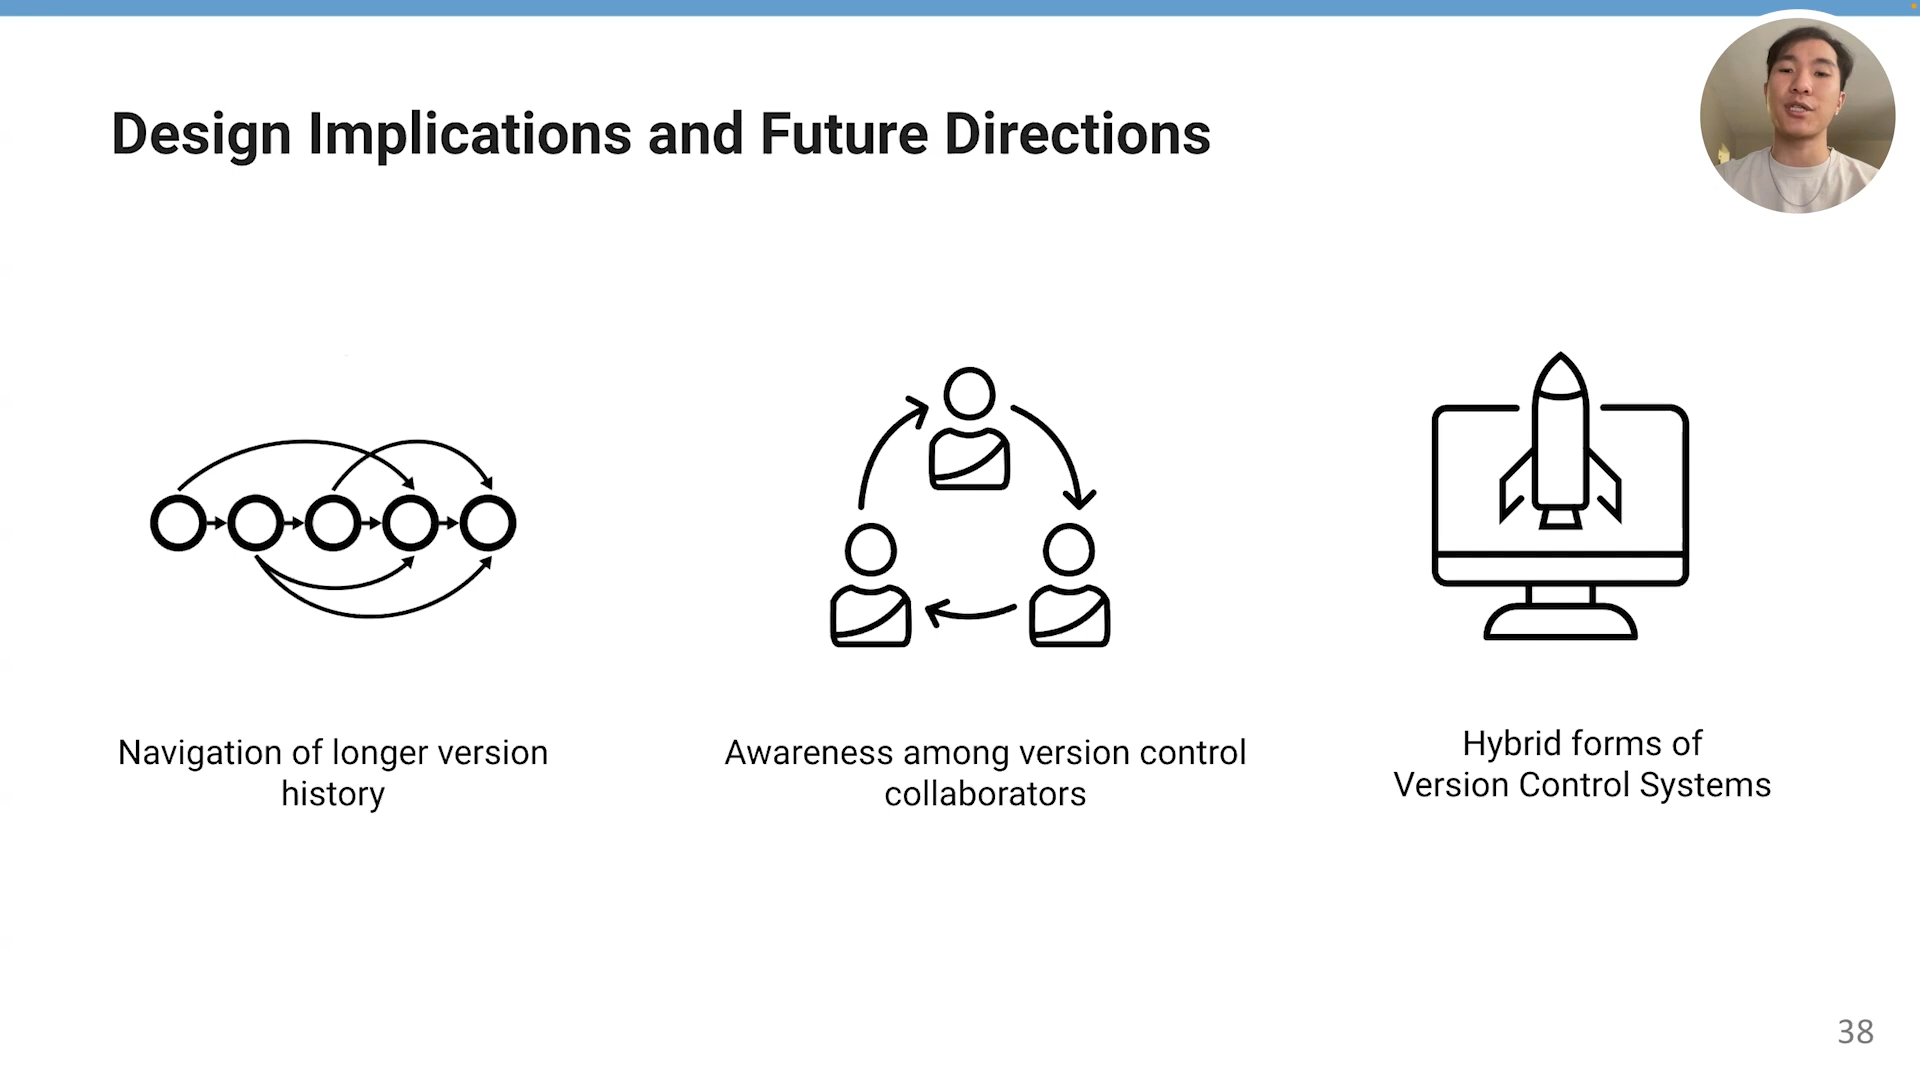 Design Implications and Future Directions
Navigation of longer version
history
Awareness among version control
collaborators
Hybrid forms of
Version Control Systems
38